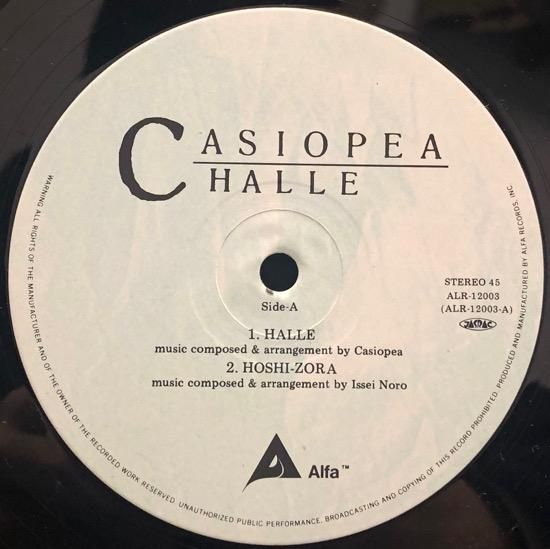 CASIOPEA
HALLE
Side-A
STEREO 45
ALR-12003
(ALR-12003-A)
JASRAC
1. HALLE
music composed & arrangement by Casiopea
2. HOSHI-ZORA
music composed & arrangement by Issei Noro
Alfa™
WARNING ALL RIGHTS OF THE MANUFACTURER AND OF THE OWNER OF THE RECORDED WORK RESERVED. UNAUTHORIZED PUBLIC PERFORMANCE, BROADCASTING AND COPYING OF THIS RECORD PROHIBITED. PRODUCED AND MANUFACTURED BY ALFA RECORDS, INC.